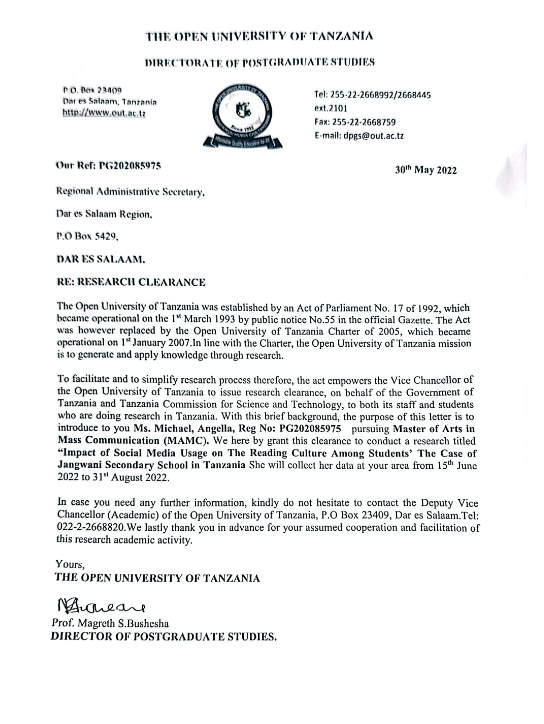 THE OPEN UNIVERSITY OF TANZANIA
DIRECTORATE OF POSTGRADUATE STUDIES
P.O. Box 23409
Dar es Salaam, Tanzania
http://www.out.ac.tz
Tel: 255-22-2668992/2668445
ext.2101
Fax: 255-22-2668759
E-mail: dpgs@out.ac.tz
Our Ref: PG202085975
30th May 2022
Regional Administrative Secretary,
Dar es Salaam Region,
P.O Box 5429,
DAR ES SALAAM.
RE: RESEARCH CLEARANCE
The Open University of Tanzania was established by an Act of Parliament No. 17 of 1992, which
became operational on the 1st March 1993 by public notice No.55 in the official Gazette. The Act
was however replaced by the Open University of Tanzania Charter of 2005, which became
operational on 1st January 2007.In line with the Charter, the Open University of Tanzania mission
is to generate and apply knowledge through research.
To facilitate and to simplify research process therefore, the act empowers the Vice Chancellor of
the Open University of Tanzania to issue research clearance, on behalf of the Government of
Tanzania and Tanzania Commission for Science and Technology, to both its staff and students
who are doing research in Tanzania. With this brief background, the purpose of this letter is to
introduce to you Ms. Michael, Angella, Reg No: PG202085975 pursuing Master of Arts in
Mass Communication (MAMC). We here by grant this clearance to conduct a research titled
“Impact of Social Media Usage on The Reading Culture Among Students’ The Case of
Jangwani Secondary School in Tanzania She will collect her data at your area from 15th June
2022 to 31st August 2022.
In case you need any further information, kindly do not hesitate to contact the Deputy Vice
Chancellor (Academic) of the Open University of Tanzania, P.O Box 23409, Dar es Salaam.Tel:
022-2-2668820.We lastly thank you in advance for your assumed cooperation and facilitation of
this research academic activity.
Yours,
THE OPEN UNIVERSITY OF TANZANIA
Prof. Magreth S.Bushesha
DIRECTOR OF POSTGRADUATE STUDIES.